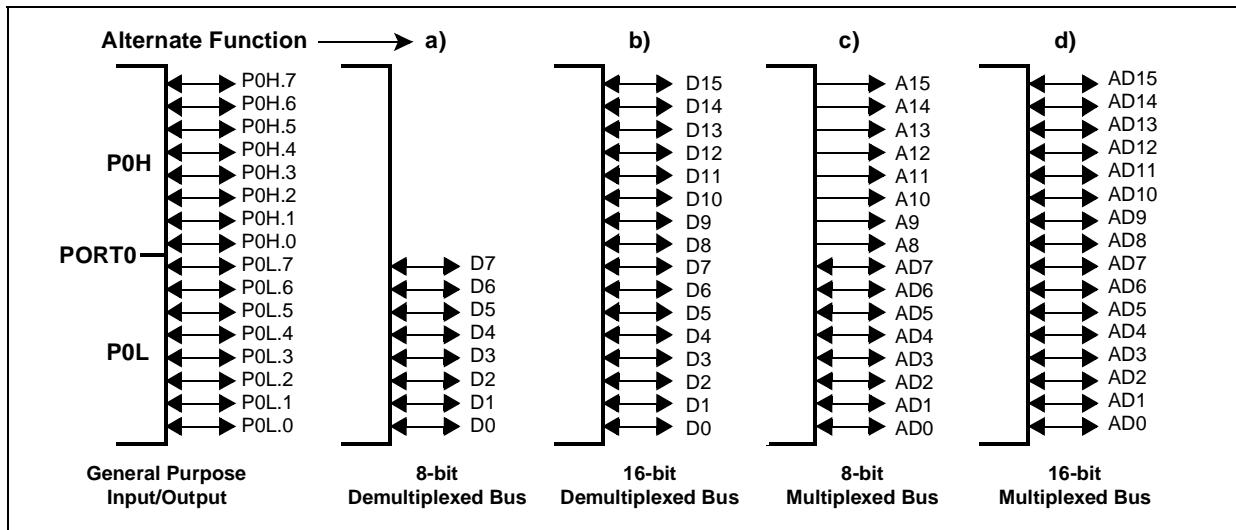 Alternate Function a) b) c) d)
P0H.7 D15 A15 AD15
P0H.6 D14 A14 AD14
P0H.5 D13 A13 AD13
P0H.4 D12 A12 AD12
P0H P0H.3 D11 A11 AD11
P0H.2 D10 A10 AD10
P0H.1 D9 A9 AD9
P0H.0 D8 A8 AD8
PORT0
P0L.7 D7 D7 AD7 AD7
P0L.6 D6 D6 AD6 AD6
P0L.5 D5 D5 AD5 AD5
P0L.4 D4 D4 AD4 AD4
P0L P0L.3 D3 D3 AD3 AD3
P0L.2 D2 D2 AD2 AD2
P0L.1 D1 D1 AD1 AD1
P0L.0 D0 D0 AD0 AD0
General Purpose 8-bit 16-bit 8-bit 16-bit
Input/Output Demultiplexed Bus Demultiplexed Bus Multiplexed Bus Multiplexed Bus